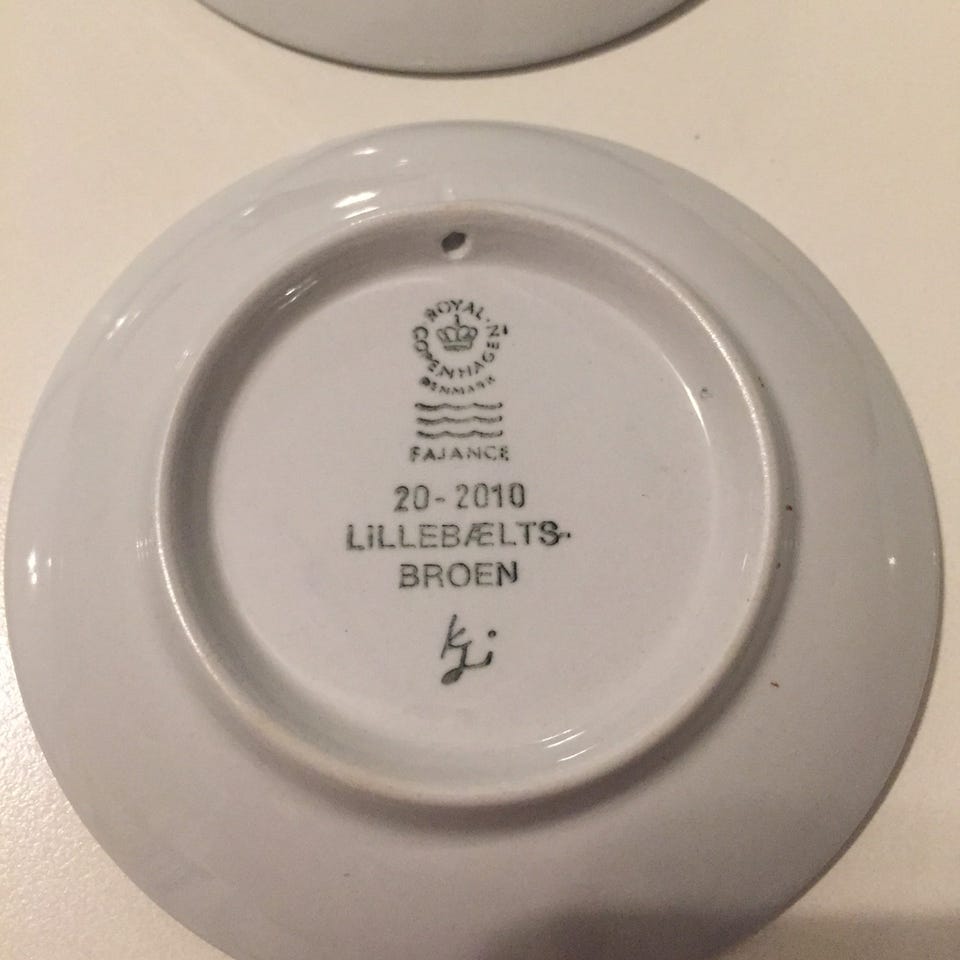 ROYAL COPENHAGEN
DENMARK
FAJANCE
20-2010
LILLEBÆLTS-
BROEN